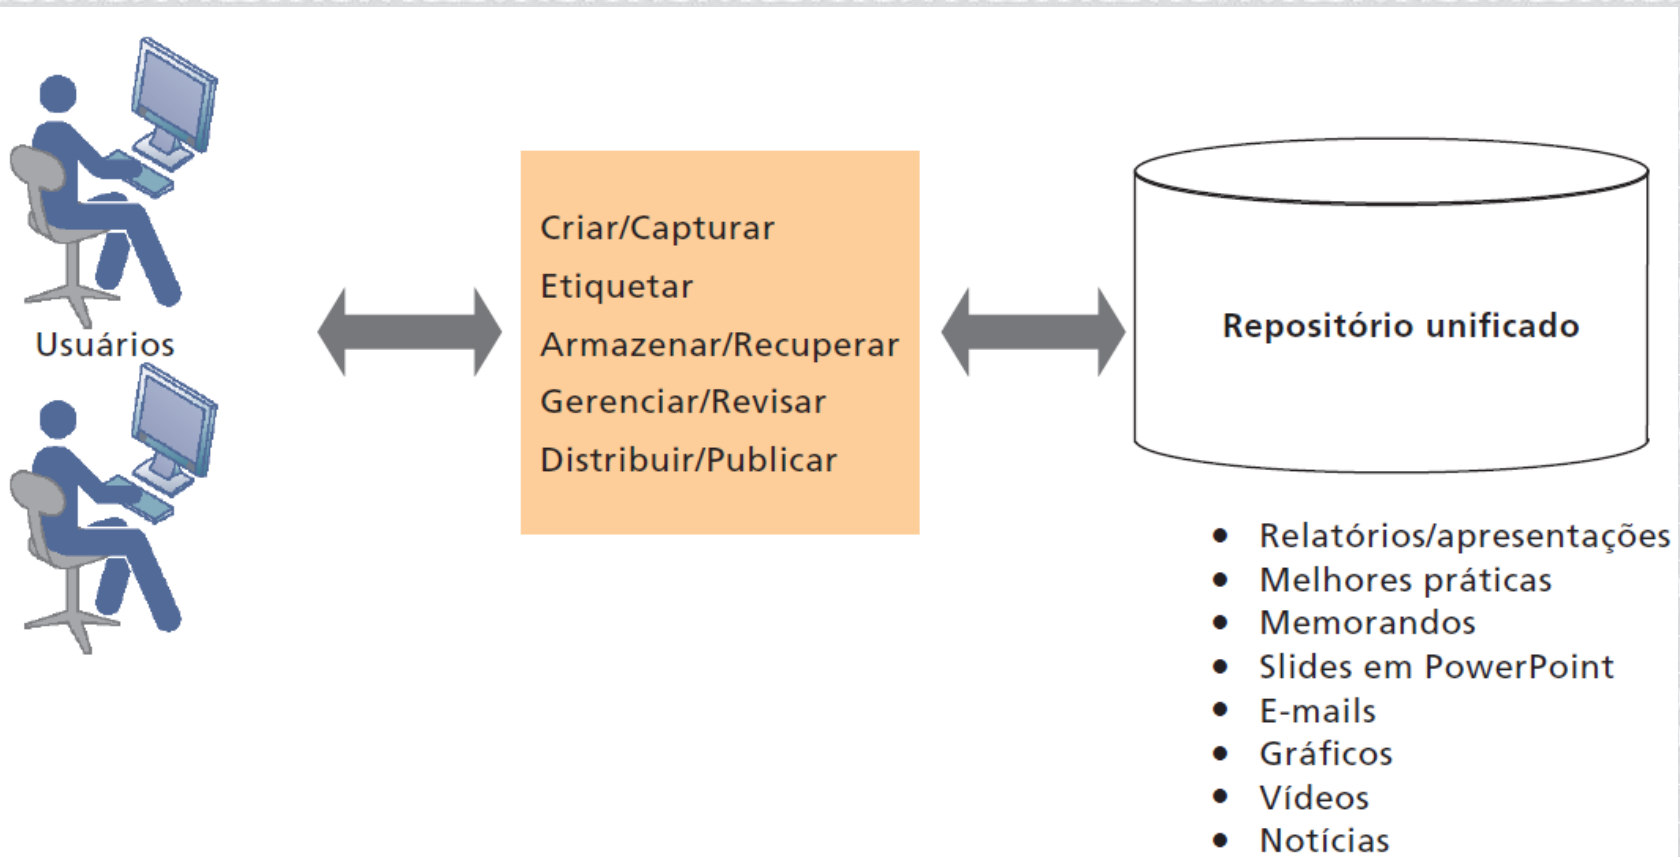 Usuários
Criar/Capturar
Etiquetar
Armazenar/Recuperar
Gerenciar/Revisar
Distribuir/Publicar
Repositório unificado
• Relatórios/apresentações
• Melhores práticas
• Memorandos
• Slides em PowerPoint
• E-mails
• Gráficos
• Vídeos
• Notícias